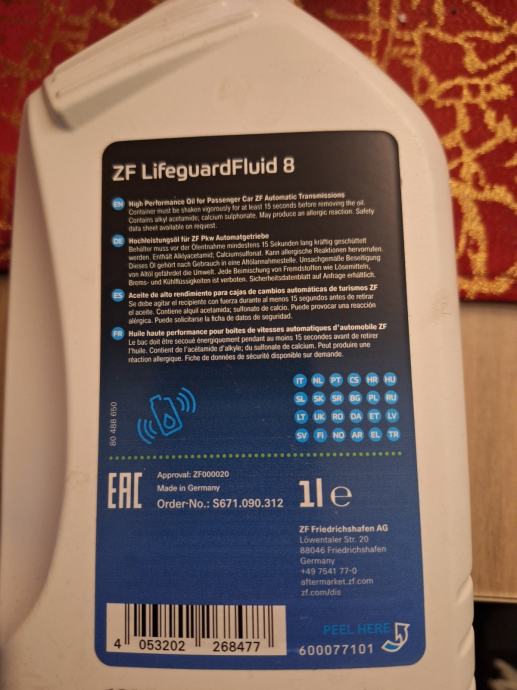 ZF LifeguardFluid 8
EN High Performance Oil for Passenger Car ZF Automatic Transmissions
Container must be shaken vigorously for at least 15 seconds before removing the oil.
Contains alkyl acetamide; calcium sulphonate. May produce an allergic reaction. Safety
data sheet available on request.
DE Hochleistungsöl für ZF Pkw Automatgetriebe
Behälter muss vor der Ölentnahme mindestens 15 Sekunden lang kräftig geschüttelt
werden. Enthält Alkylacetamid; Calciumsulfonat. Kann allergische Reaktionen hervorrufen.
Dieses Öl gehört nach Gebrauch in eine Altölannahmestelle. Unsachgemäße Beseitigung
von Altöl gefährdet die Umwelt. Jede Beimischung von Fremdstoffen wie Lösemitteln,
Brems- und Kühlflüssigkeiten ist verboten. Sicherheitsdatenblatt auf Anfrage erhältlich.
ES Aceite de alto rendimiento para cajas de cambios automáticas de turismos ZF
Se debe agitar el recipiente con fuerza durante al menos 15 segundos antes de retirar
el aceite. Contiene alquil acetamida; sulfonato de calcio. Puede provocar una reacción
alérgica. Puede solicitarse la ficha de datos de seguridad.
FR Huile haute performance pour boîtes de vitesses automatiques d'automobile ZF
Le bac doit être secoué énergiquement pendant au moins 15 secondes avant de retirer
l'huile. Contient de l'acétamide d'alkyle; du sulfonate de calcium. Peut produire une
réaction allergique. Fiche de données de sécurité disponible sur demande.
IT NL PT CS HR HU
SL SK SR BG PL RU
LT UK RO DA ET LV
SV FI NO AR EL TR
80 488 650
EAC
Approval: ZF000020
Made in Germany
Order-No.: S671.090.312
1l e
ZF Friedrichshafen AG
Löwentaler Str. 20
88046 Friedrichshafen
Germany
+49 7541 77-0
aftermarket.zf.com
zf.com/dis
PEEL HERE
600077101
4 053202 268477